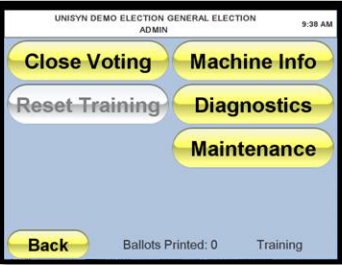 UNISYN DEMO ELECTION GENERAL ELECTION
ADMIN
9:38 AM
Close Voting
Machine Info
Reset Training
Diagnostics
Maintenance
Back
Ballots Printed: 0
Training